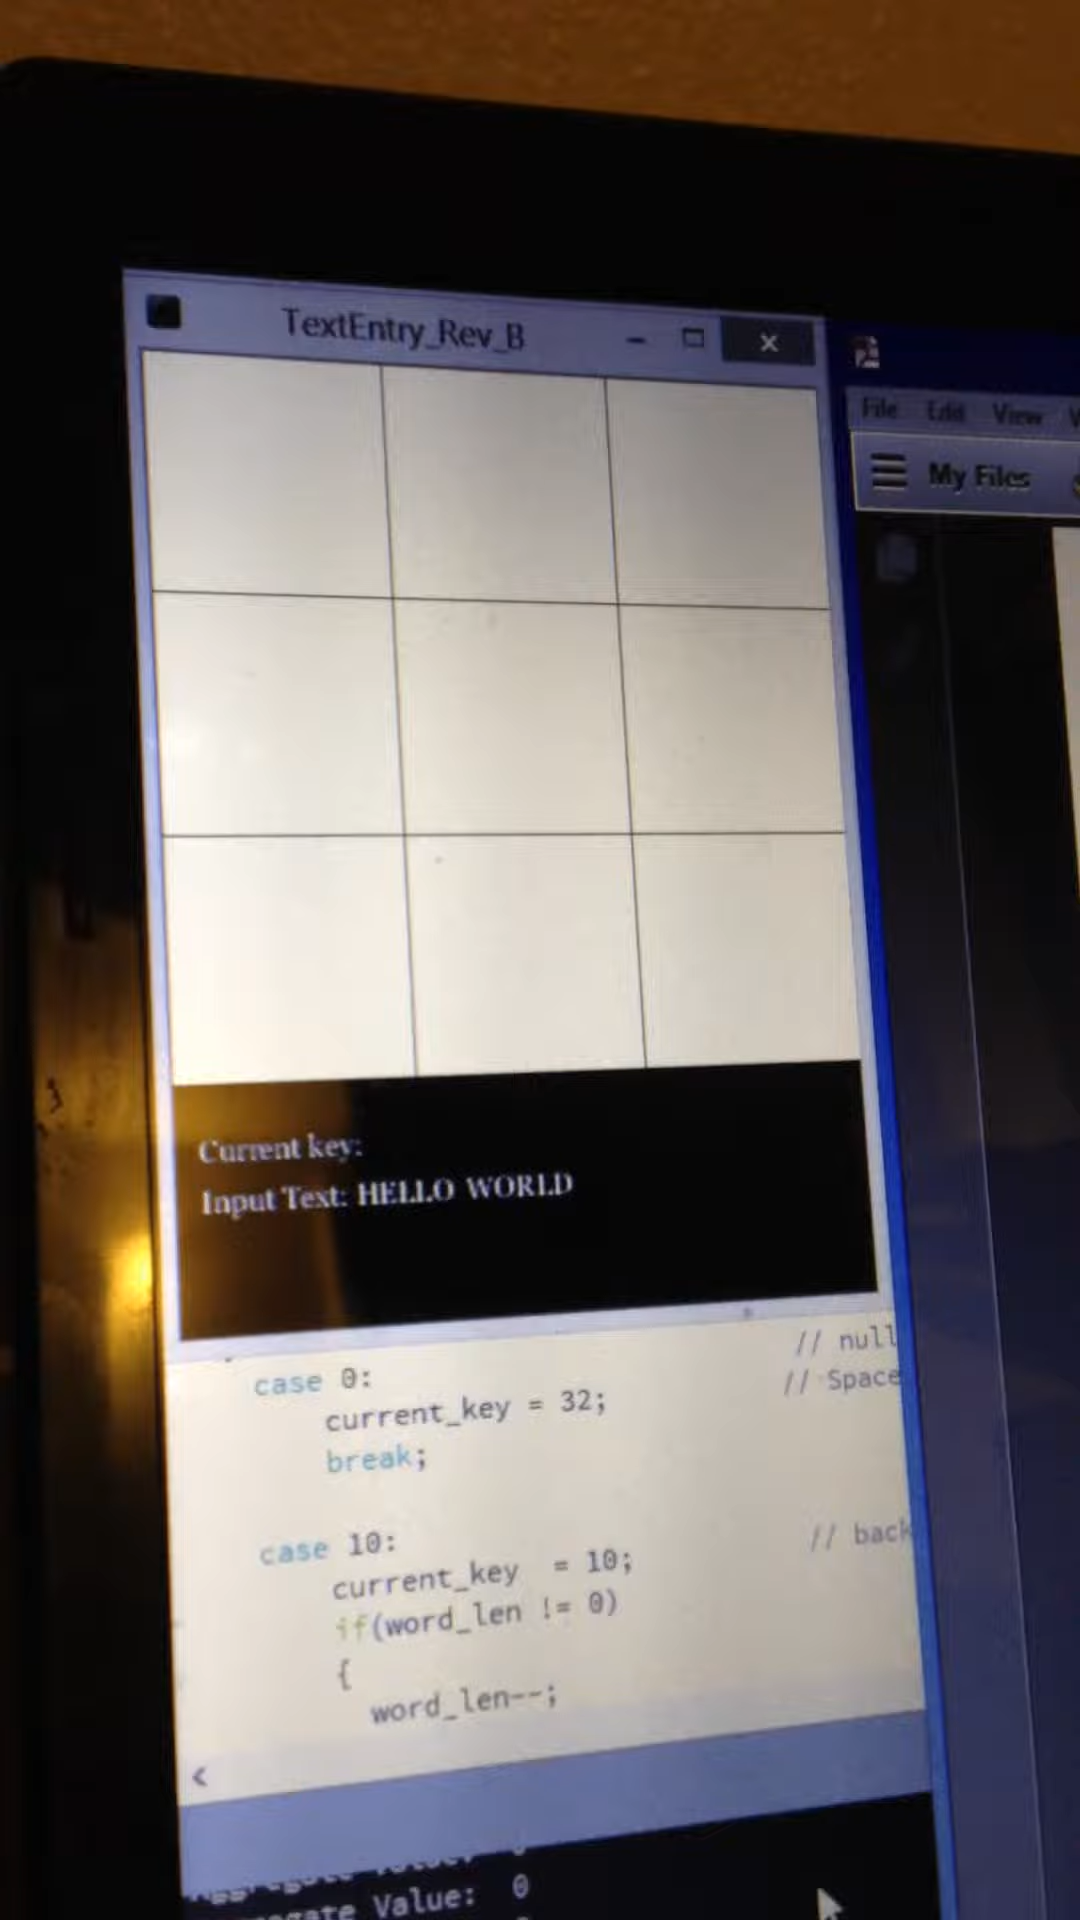 TextEntry_Rev_B
File Edit View
My Files
Current key:
Input Text: HELLO WORLD
// null
case 0:
// Space
current_key = 32;
break;
case 10:
// back
current_key = 10;
if(word_len != 0)
{
word_len--;
<
Value: 0